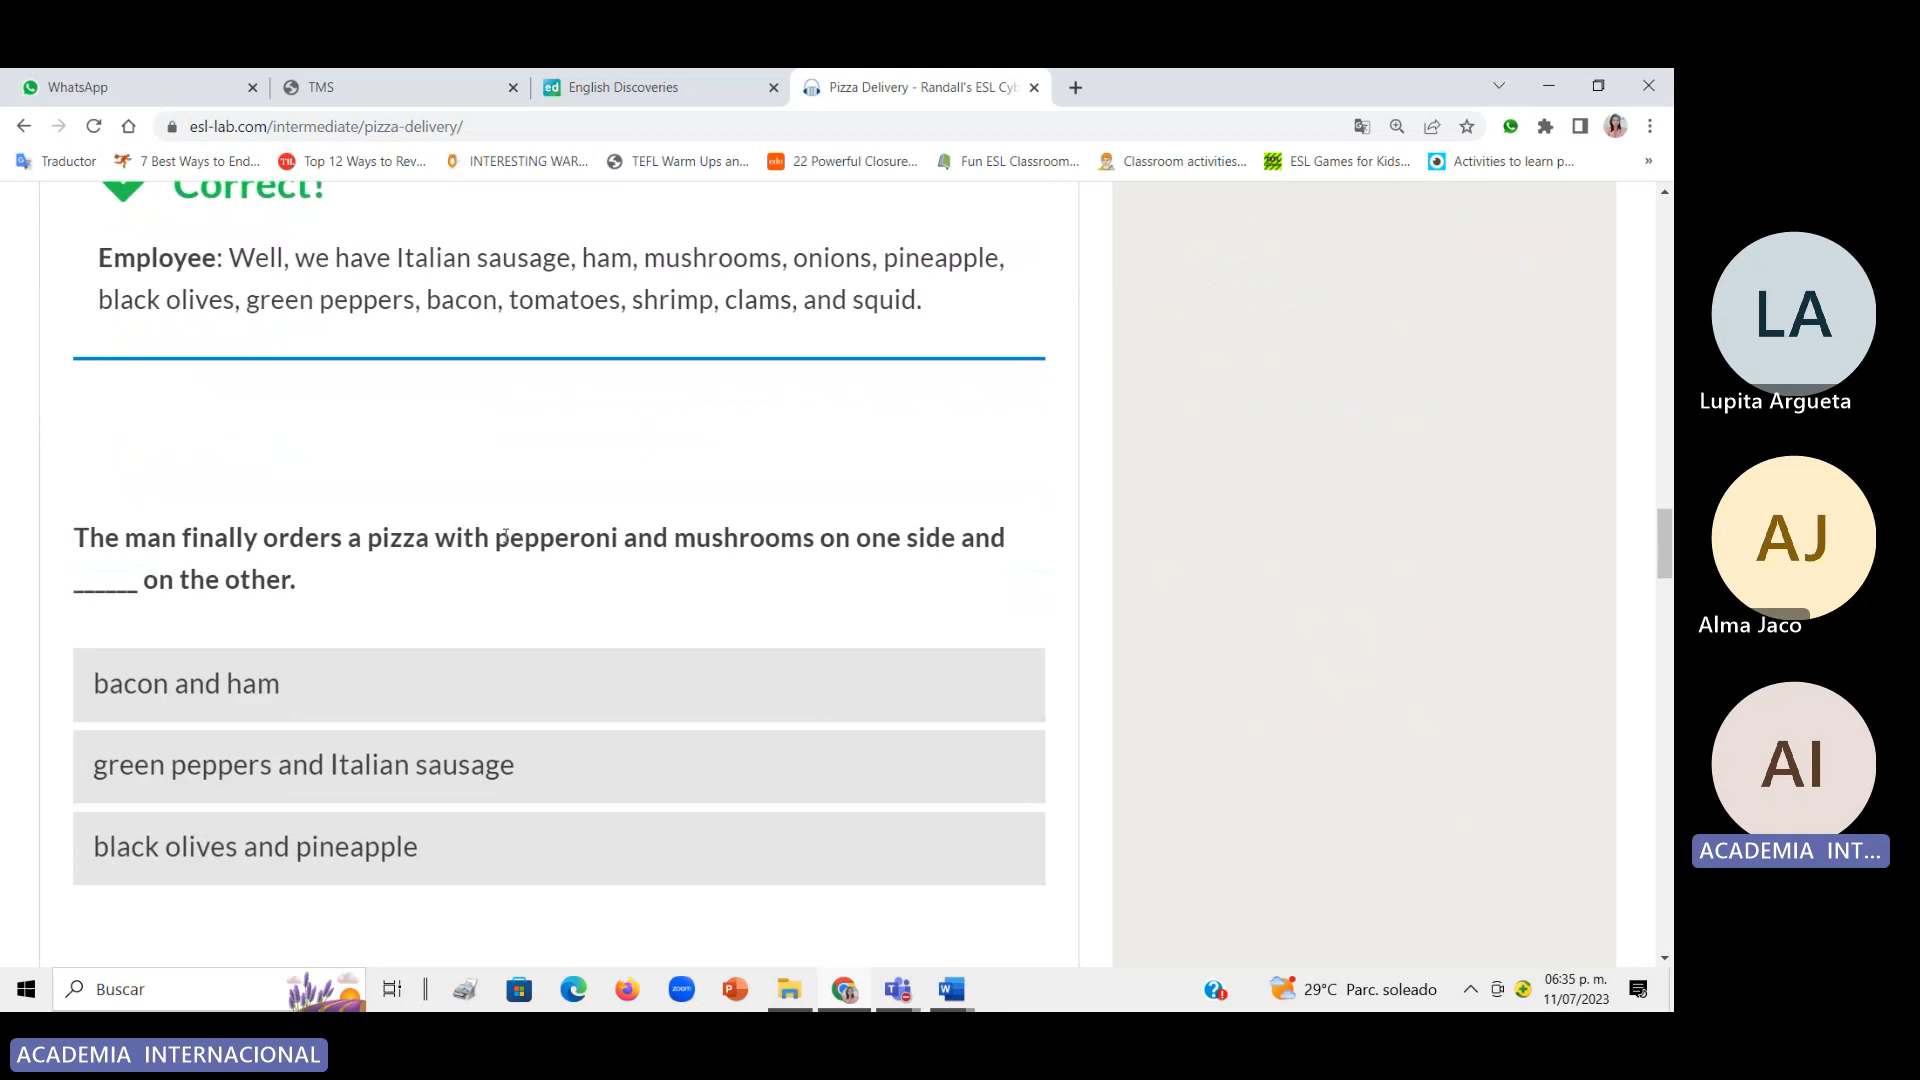 WhatsApp
TMS
English Discoveries
Pizza Delivery - Randall's ESL Cyb
esl-lab.com/intermediate/pizza-delivery/
Traductor
7 Best Ways to End...
Top 12 Ways to Rev...
INTERESTING WAR...
TEFL Warm Ups an...
22 Powerful Closure...
Fun ESL Classroom...
Classroom activities...
ESL Games for Kids...
Activities to learn p...
»
Correct!
Employee: Well, we have Italian sausage, ham, mushrooms, onions, pineapple,
black olives, green peppers, bacon, tomatoes, shrimp, clams, and squid.
The man finally orders a pizza with pepperoni and mushrooms on one side and
______ on the other.
bacon and ham
green peppers and Italian sausage
black olives and pineapple
LA
Lupita Argueta
AJ
Alma Jaco
AI
ACADEMIA INT...
Buscar
29°C Parc. soleado
06:35 p. m.
11/07/2023
ACADEMIA INTERNACIONAL